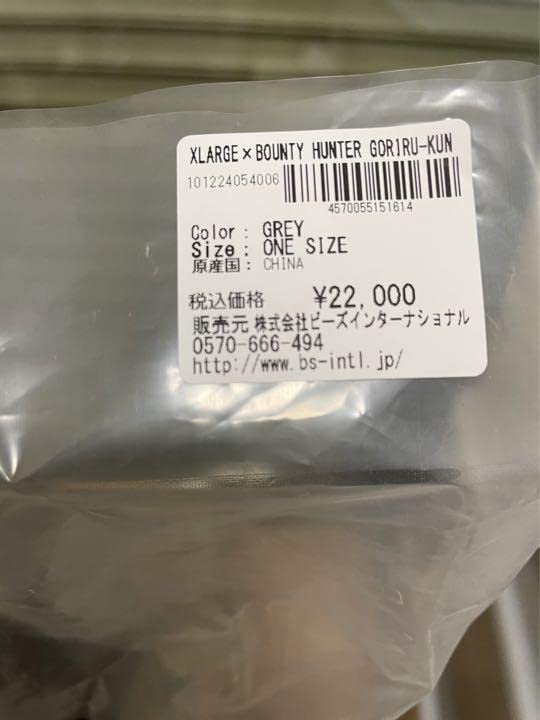 XLARGE×BOUNTY HUNTER GORIRU-KUN
101224054006
4570055151614
Color: GREY
Size: ONE SIZE
原産国: CHINA
税込価格 ¥22,000
販売元 株式会社ビーズインターナショナル
0570-666-494
http://www.bs-intl.jp/